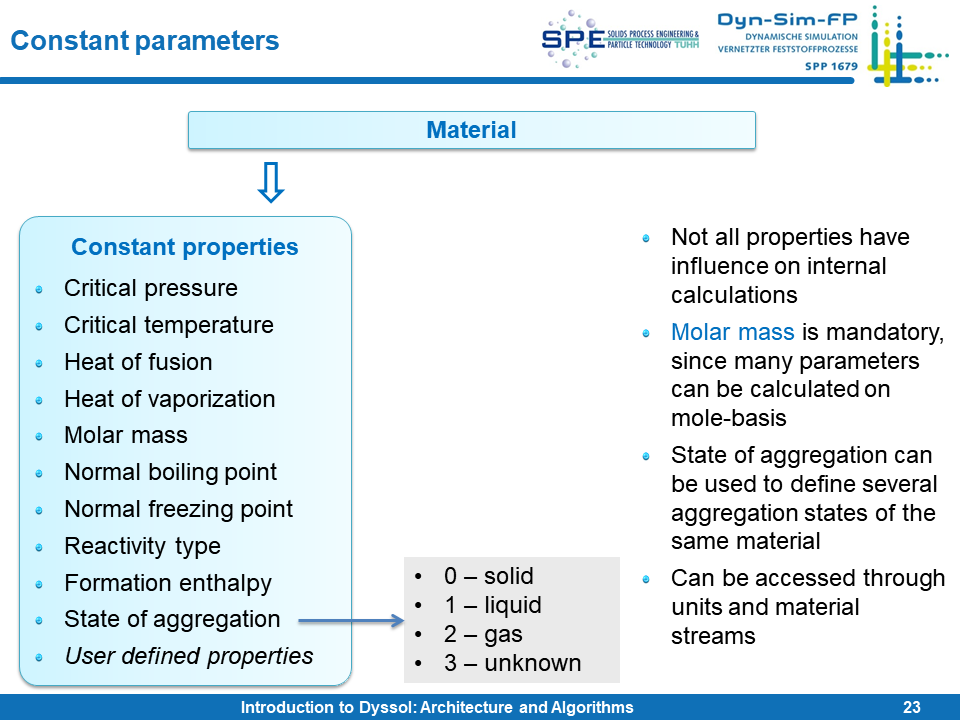 Constant parameters
SPE SOLIDS PROCESS ENGINEERING &
PARTICLE TECHNOLOGY TUHH
Dyn-Sim-FP
DYNAMISCHE SIMULATION
VERNETZTER FESTSTOFFPROZESSE
SPP 1679
Material
Constant properties
Critical pressure
Critical temperature
Heat of fusion
Heat of vaporization
Molar mass
Normal boiling point
Normal freezing point
Reactivity type
Formation enthalpy
State of aggregation
User defined properties
• 0 – solid
• 1 – liquid
• 2 – gas
• 3 – unknown
Not all properties have
influence on internal
calculations
Molar mass is mandatory,
since many parameters
can be calculated on
mole-basis
State of aggregation can
be used to define several
aggregation states of the
same material
Can be accessed through
units and material
streams
Introduction to Dyssol: Architecture and Algorithms
23